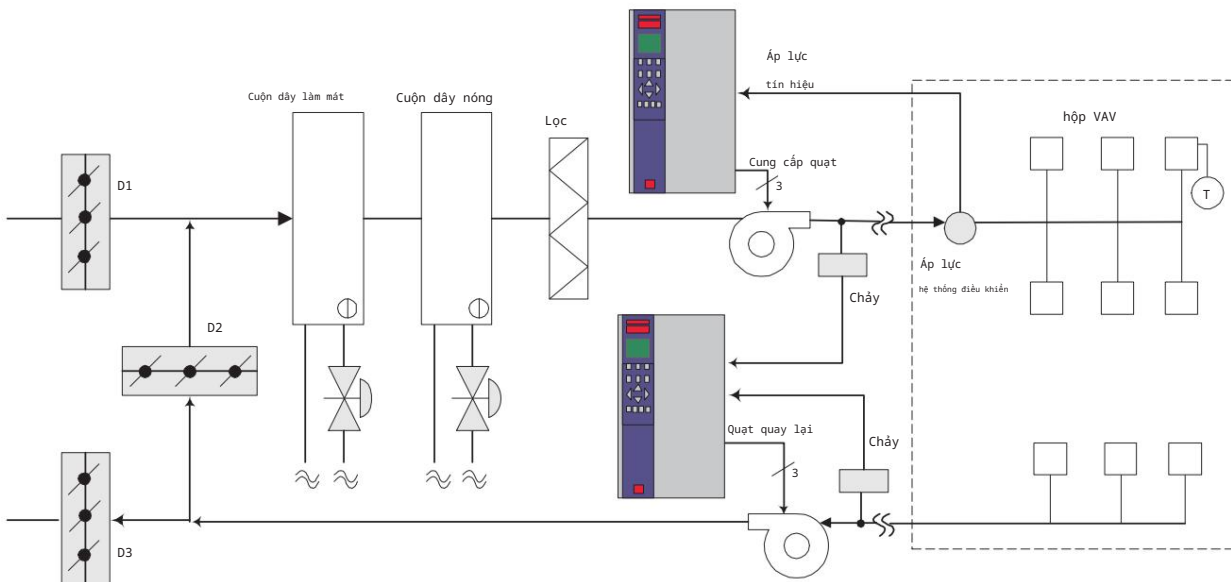 Áp lực
tín hiệu
Cuộn dây làm mát
Cuộn dây nóng
Lọc
hộp VAV
Cung cấp quạt
3
D1
T
Áp lực
hệ thống điều khiển
Chảy
D2
Quạt quay lại
Chảy
3
D3